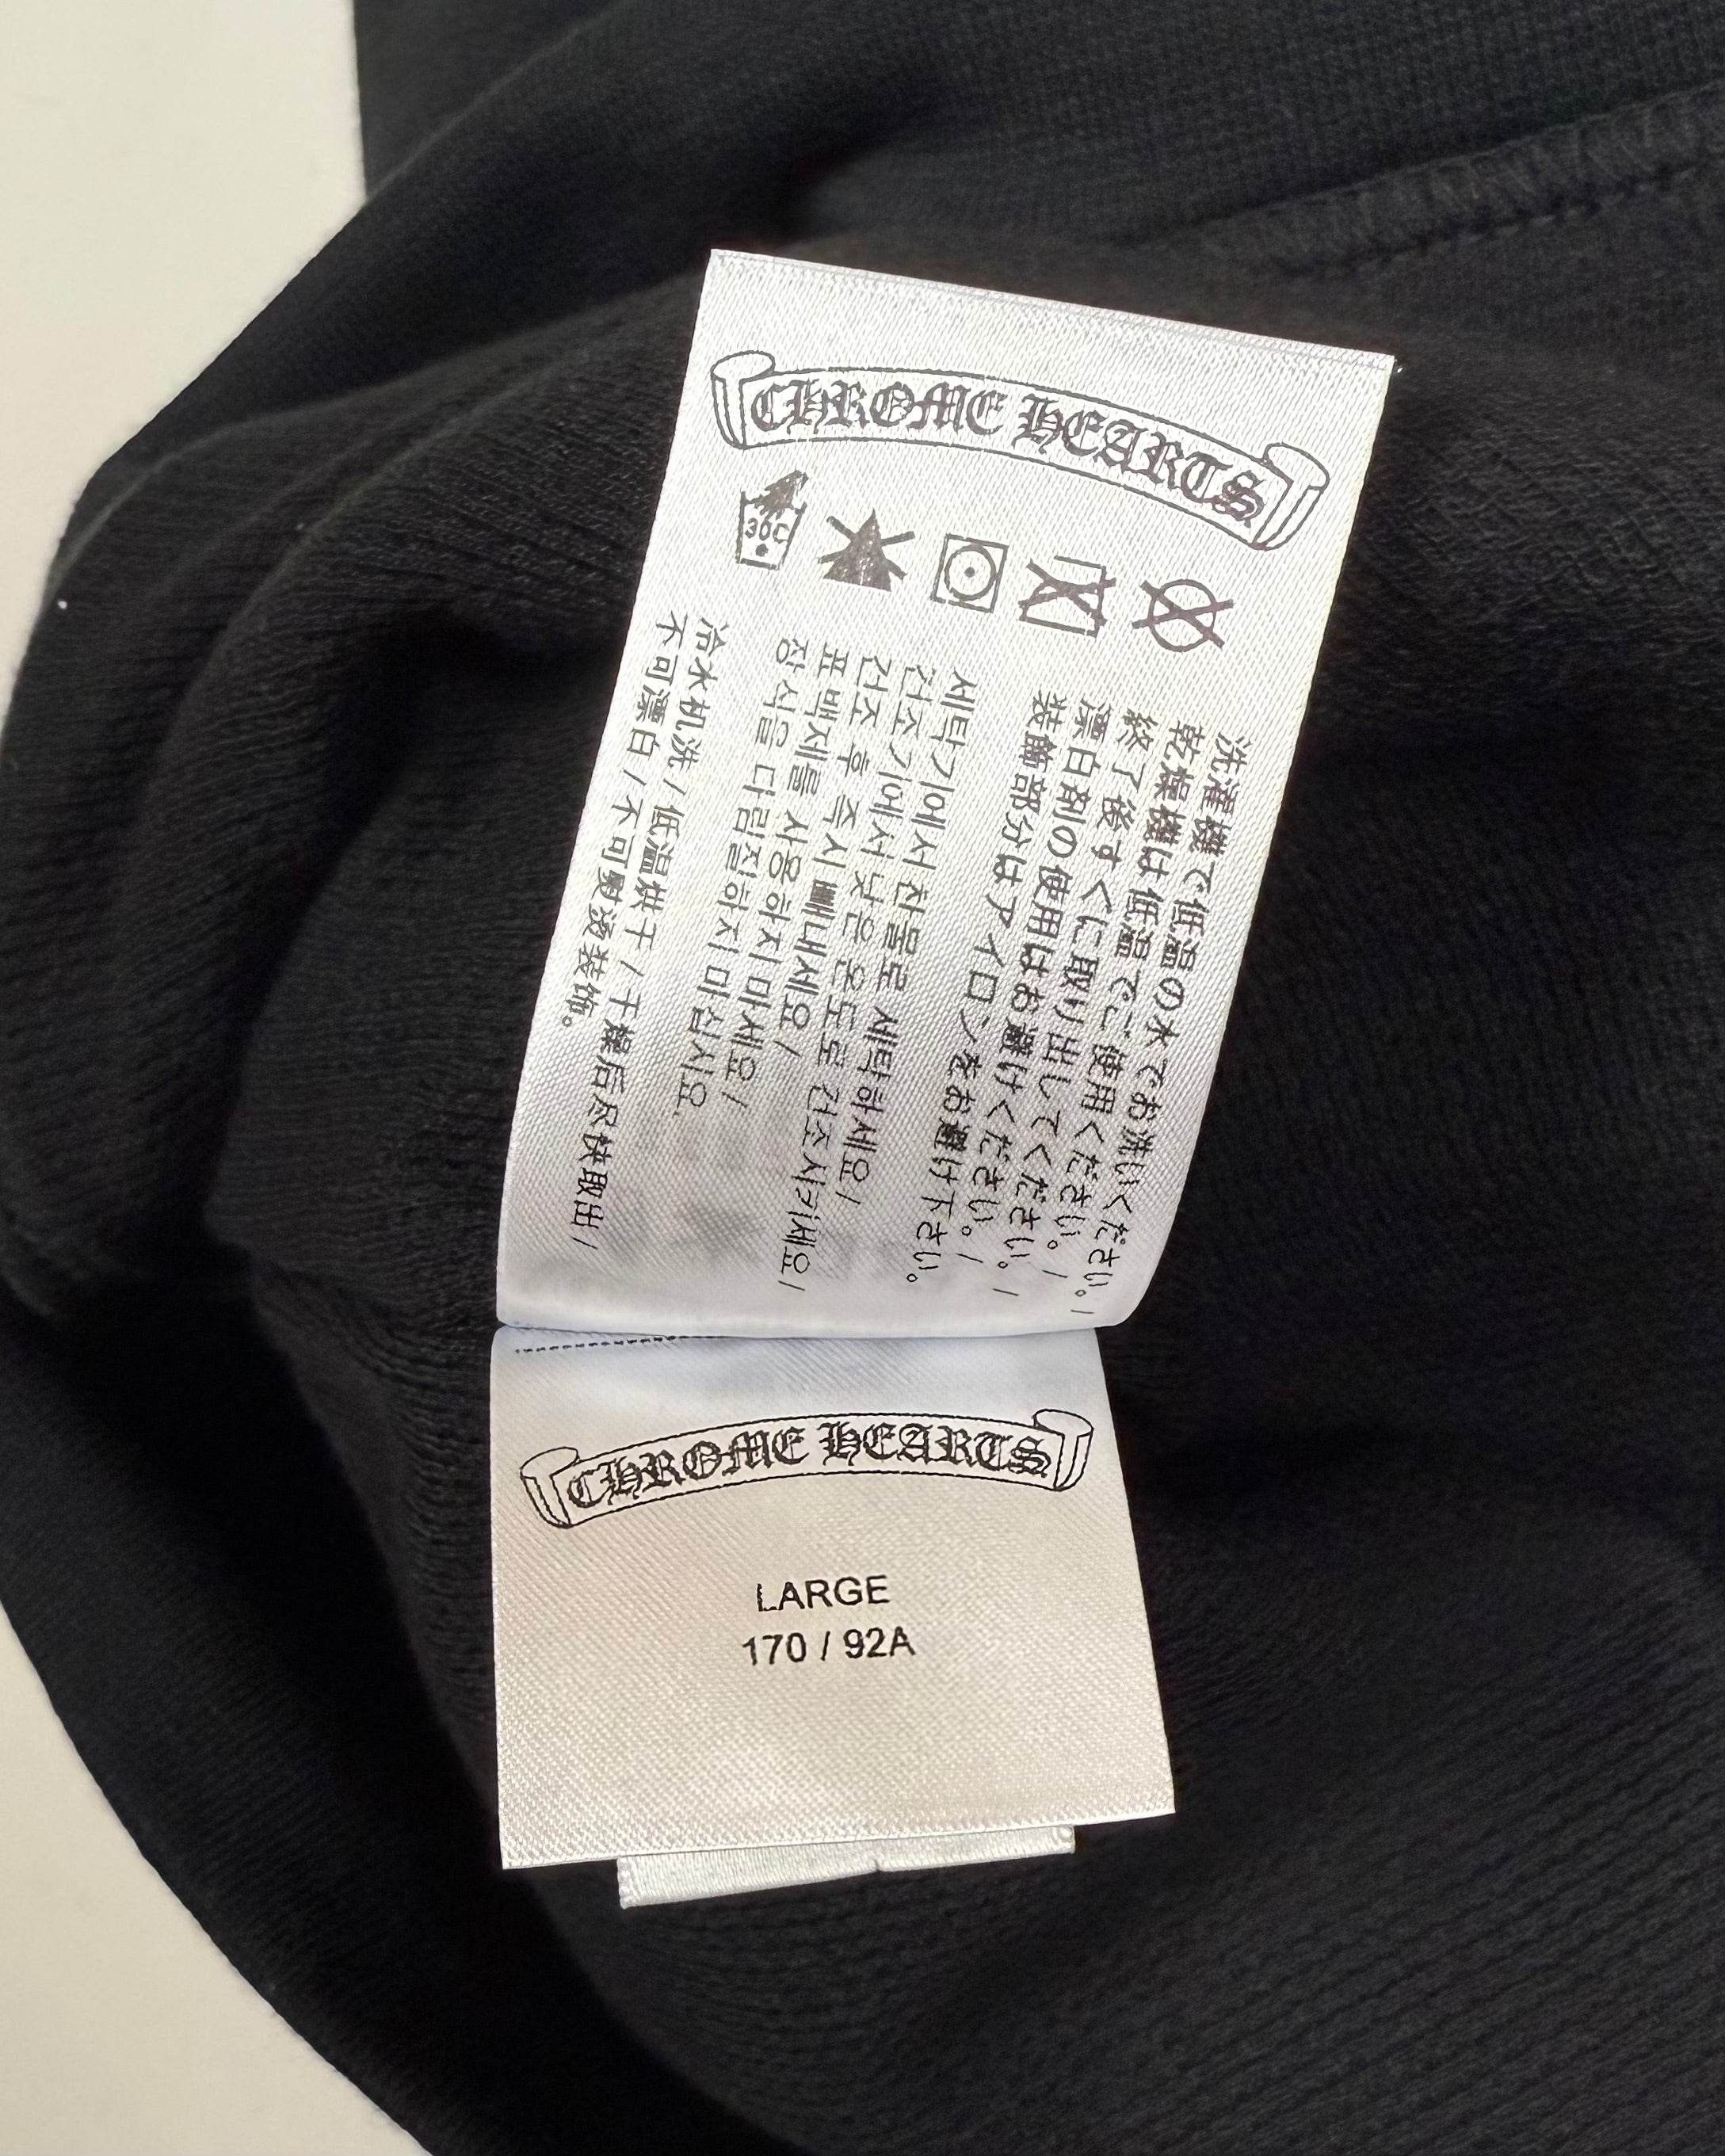 CHROME HEARTS
30C
洗濯機で低温の水でお洗いください。/
乾燥機は低温でご使用ください。/
終了後すぐに取り出してください。/
漂白剤の使用はお避けください。/
装飾部分はアイロンをお避け下さい。
세탁기에서 찬물로 세탁하세요 /
건조기에서 낮은 온도로 건조시키세요 /
건조 후 즉시 빼내세요 /
표백제를 사용하지 마세요 /
장식을 다림질하지 마십시요.
冷水机洗 / 低温烘干 / 干燥后尽快取出 /
不可漂白 / 不可熨烫装饰。
CHROME HEARTS
LARGE
170 / 92A